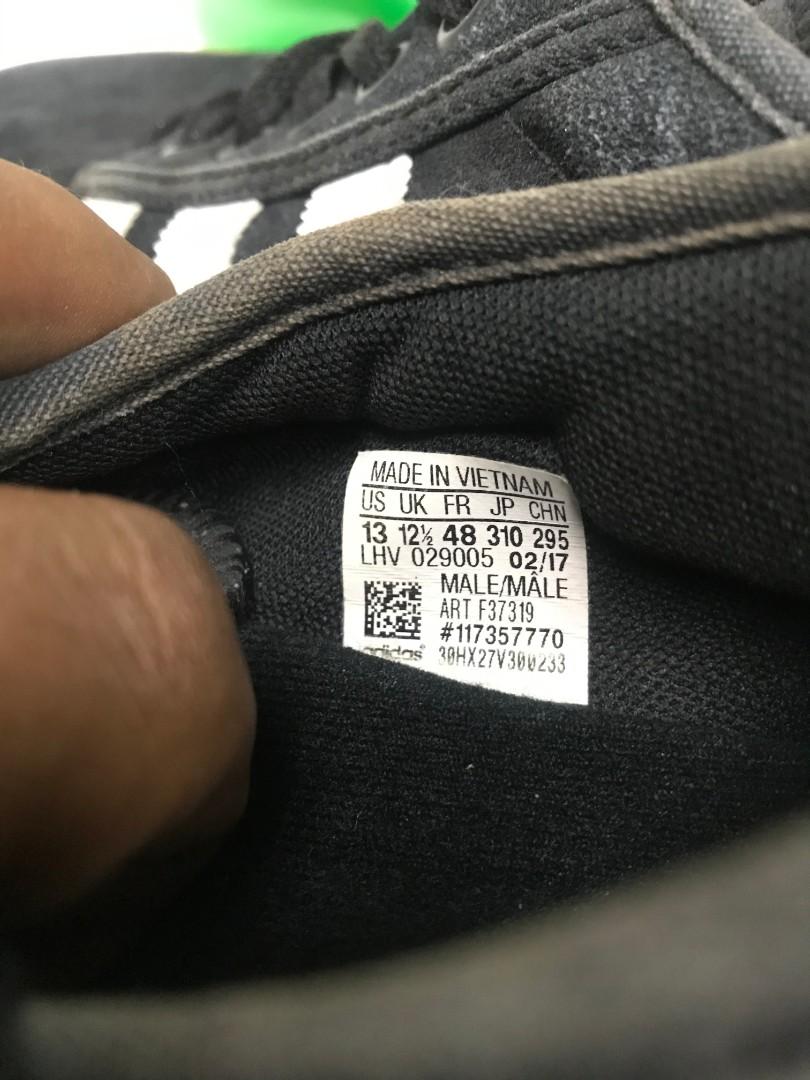 MADE IN VIETNAM
US UK FR JP CHN
13 12½ 48 310 295
LHV 029005 02/17
MALE/MÂLE
ART F37319
#117357770
adidas® 30HX27V300233